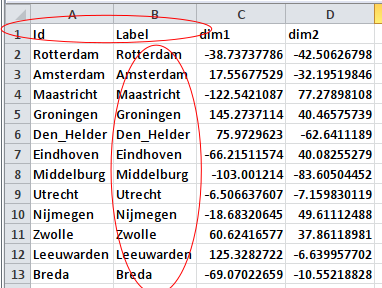 A B C D
1 Id Label dim1 dim2
2 Rotterdam Rotterdam -38.73737786 -42.50626798
3 Amsterdam Amsterdam 17.55677529 -32.19519846
4 Maastricht Maastricht -122.5421087 77.27898108
5 Groningen Groningen 145.2737114 40.46575739
6 Den_Helder Den_Helder 75.9729623 -62.6411189
7 Eindhoven Eindhoven -66.21511574 40.08255279
8 Middelburg Middelburg -103.001214 -83.60504452
9 Utrecht Utrecht -6.506637607 -7.159830119
10 Nijmegen Nijmegen -18.68320645 49.61112488
11 Zwolle Zwolle 60.62416577 37.86118981
12 Leeuwarden Leeuwarden 125.3282722 -6.639957702
13 Breda Breda -69.07022659 -10.55218828